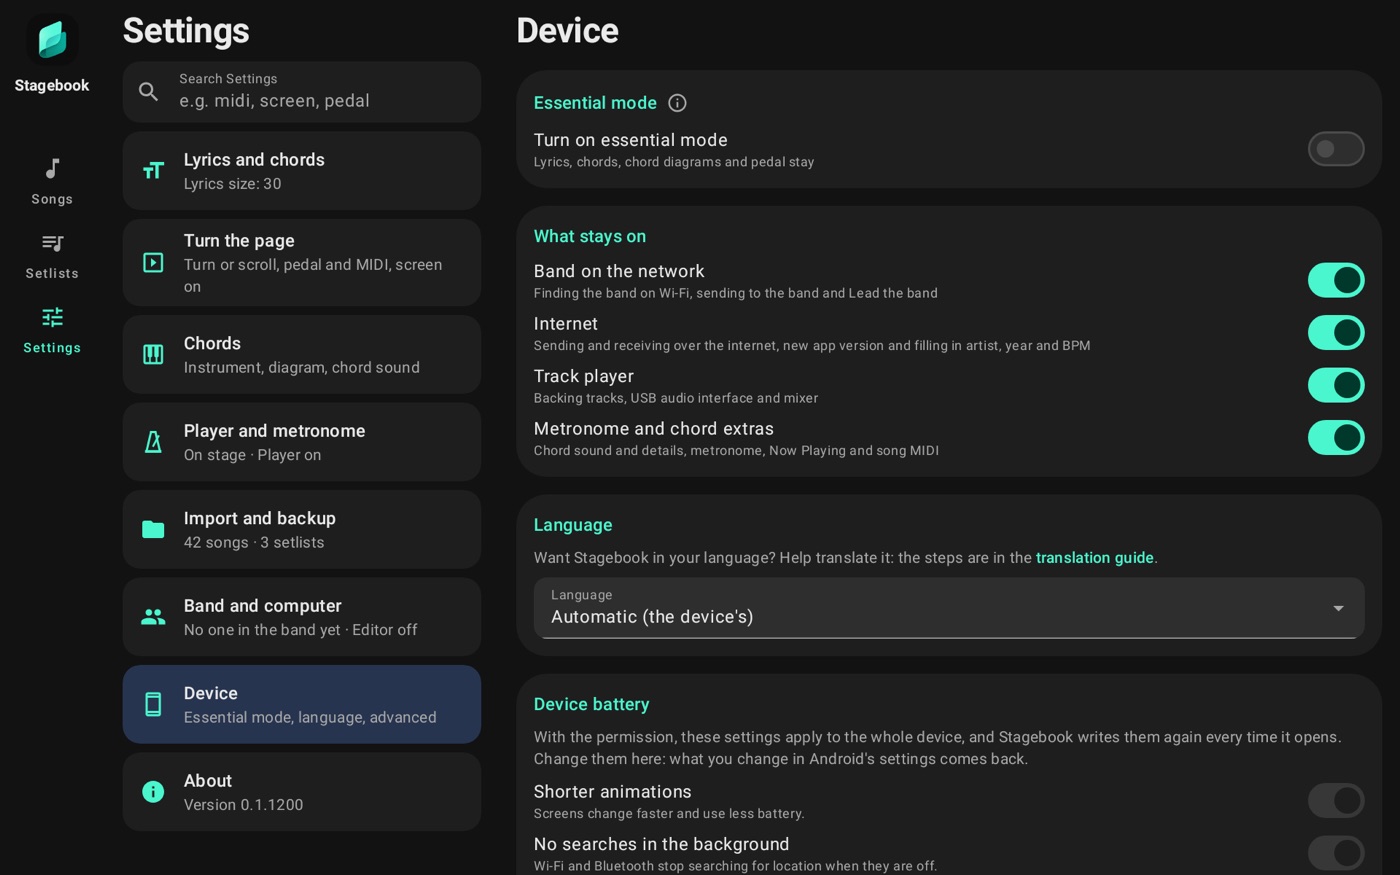 Stagebook
Songs
Setlists
Settings
Settings
Search Settings
e.g. midi, screen, pedal
Lyrics and chords
Lyrics size: 30
Turn the page
Turn or scroll, pedal and MIDI, screen
on
Chords
Instrument, diagram, chord sound
Player and metronome
On stage · Player on
Import and backup
42 songs · 3 setlists
Band and computer
No one in the band yet · Editor off
Device
Essential mode, language, advanced
About
Version 0.1.1200
Device
Essential mode
Turn on essential mode
Lyrics, chords, chord diagrams and pedal stay
What stays on
Band on the network
Finding the band on Wi-Fi, sending to the band and Lead the band
Internet
Sending and receiving over the internet, new app version and filling in artist, year and BPM
Track player
Backing tracks, USB audio interface and mixer
Metronome and chord extras
Chord sound and details, metronome, Now Playing and song MIDI
Language
Want Stagebook in your language? Help translate it: the steps are in the translation guide.
Language
Automatic (the device's)
Device battery
With the permission, these settings apply to the whole device, and Stagebook writes them again every time it opens.
Change them here: what you change in Android's settings comes back.
Shorter animations
Screens change faster and use less battery.
No searches in the background
Wi-Fi and Bluetooth stop searching for location when they are off.